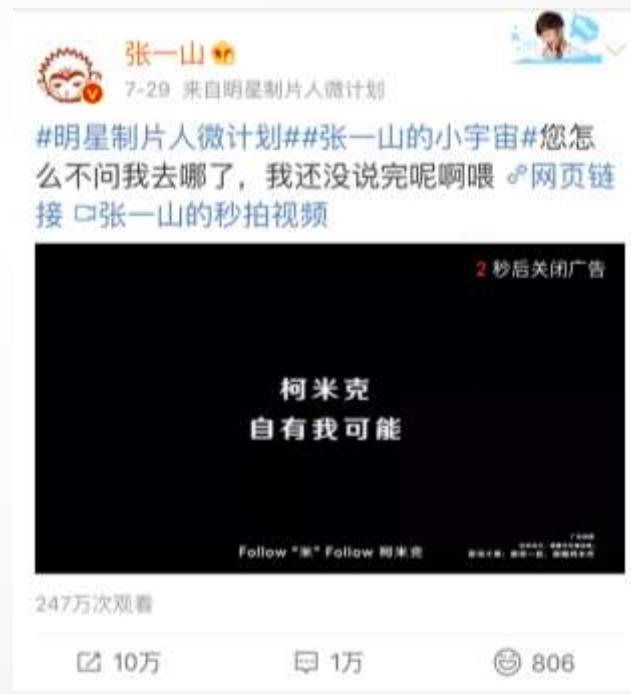 张一山
7-29 来自明星制片人微计划
#明星制片人微计划##张一山的小宇宙#您怎
么不问我去哪了，我还没说完呢啊喂 网页链
接 张一山的秒拍视频
2 秒后关闭广告
柯米克
自有我可能
Follow "米" Follow 柯米克
247万次观看
10万 1万 806